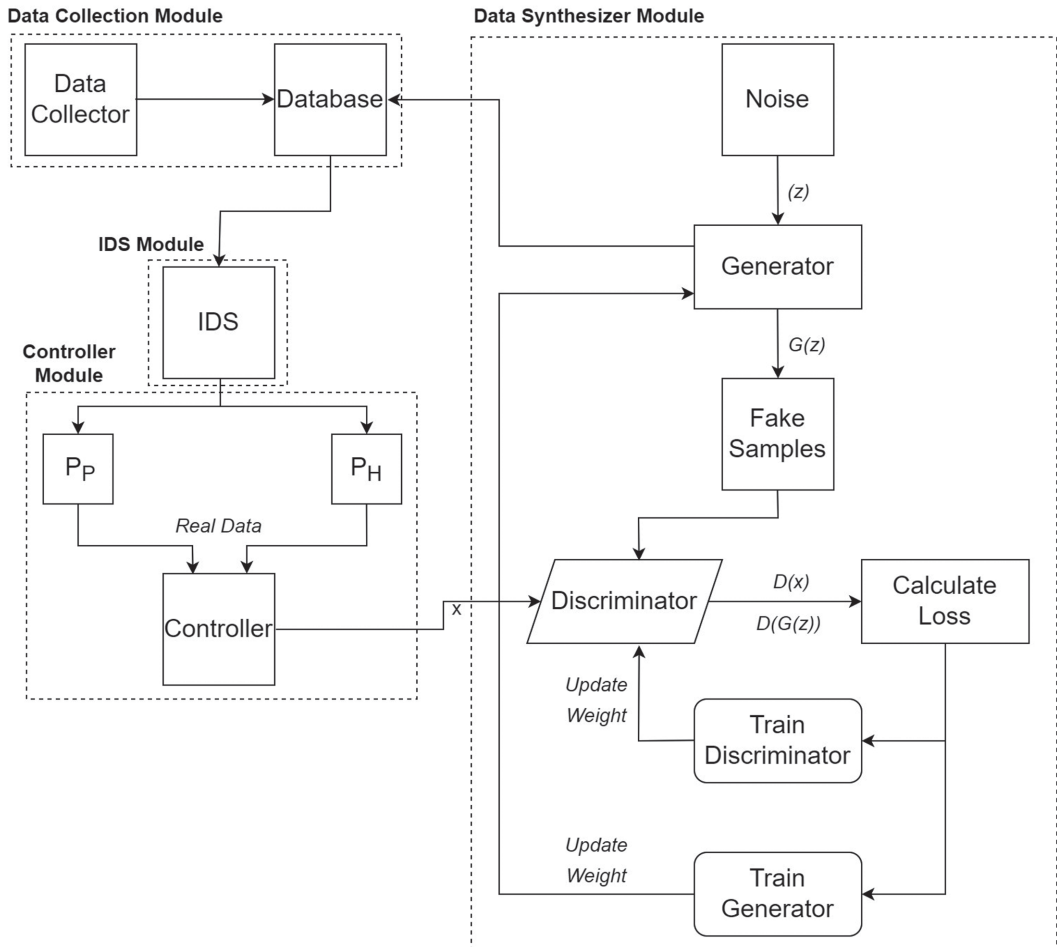 Data Collection Module
Data Synthesizer Module
Data
Collector
Database
Noise
(z)
IDS Module
Generator
IDS
G(z)
Controller
Module
Fake
Samples
PP
PH
Real Data
Controller
x
Discriminator
D(x)
D(G(z))
Calculate
Loss
Update
Weight
Train
Discriminator
Update
Weight
Train
Generator